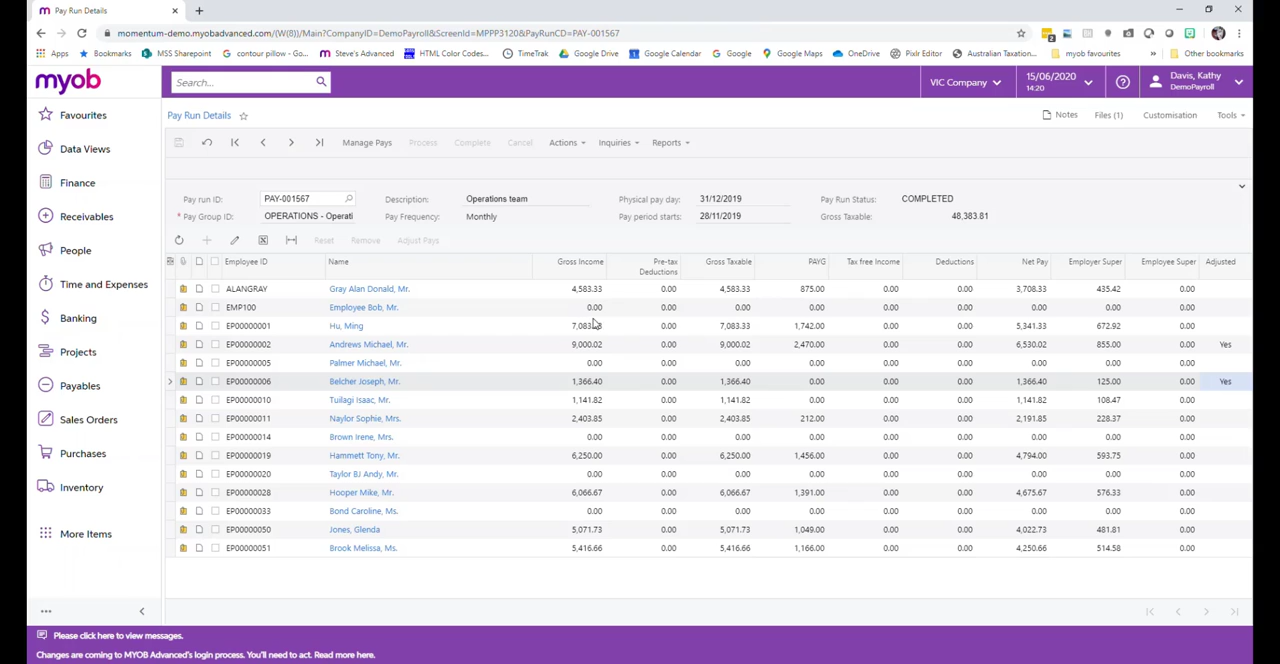 Pay Run Details
momentum-demo.myobadvanced.com/(W(8))/Main?CompanyID=DemoPayroll&ScreenId=MPPP3120&PayRunCD=PAY-001567
Apps Bookmarks MSS Sharepoint contour pillow - Go... Steve's Advanced HTML Color Codes... TimeTrak Google Drive Google Calendar Google Google Maps OneDrive Pixlr Editor Australian Taxation... myob favourites » Other bookmarks
myob
Search...
VIC Company
15/06/2020
14:20
Davis, Kathy
DemoPayroll
Favourites
Data Views
Finance
Receivables
People
Time and Expenses
Banking
Projects
Payables
Sales Orders
Purchases
Inventory
More Items
Pay Run Details
Notes Files (1) Customisation Tools
Manage Pays Process Complete Cancel Actions Inquiries Reports
Pay run ID: PAY-001567 Description: Operations team Physical pay day: 31/12/2019 Pay Run Status: COMPLETED
* Pay Group ID: OPERATIONS - Operati Pay Frequency: Monthly Pay period starts: 28/11/2019 Gross Taxable: 48,383.81
Reset Remove Adjust Pays
Employee ID Name Gross Income Pre-tax Deductions Gross Taxable PAYG Tax free Income Deductions Net Pay Employer Super Employee Super Adjusted
ALANGRAY Gray Alan Donald, Mr. 4,583.33 0.00 4,583.33 875.00 0.00 0.00 3,708.33 435.42 0.00
EMP100 Employee Bob, Mr. 0.00 0.00 0.00 0.00 0.00 0.00 0.00 0.00 0.00
EP00000001 Hu, Ming 0.00 7,083.33 1,742.00 0.00 0.00 5,341.33 672.92 0.00
EP00000002 Andrews Michael, Mr. 9,000.02 0.00 9,000.02 2,470.00 0.00 0.00 6,530.02 855.00 0.00 Yes
EP00000005 Palmer Michael, Mr. 0.00 0.00 0.00 0.00 0.00 0.00 0.00 0.00 0.00
EP00000006 Belcher Joseph, Mr. 1,366.40 0.00 1,366.40 0.00 0.00 0.00 1,366.40 125.00 0.00 Yes
EP00000010 Tuilagi Isaac, Mr. 1,141.82 0.00 1,141.82 0.00 0.00 0.00 1,141.82 108.47 0.00
EP00000011 Naylor Sophie, Mrs. 2,403.85 0.00 2,403.85 212.00 0.00 0.00 2,191.85 228.37 0.00
EP00000014 Brown Irene, Mrs. 0.00 0.00 0.00 0.00 0.00 0.00 0.00 0.00 0.00
EP00000019 Hammett Tony, Mr. 6,250.00 0.00 6,250.00 1,456.00 0.00 0.00 4,794.00 593.75 0.00
EP00000020 Taylor BJ Andy, Mr. 0.00 0.00 0.00 0.00 0.00 0.00 0.00 0.00 0.00
EP00000028 Hooper Mike, Mr. 6,066.67 0.00 6,066.67 1,391.00 0.00 0.00 4,675.67 576.33 0.00
EP00000033 Bond Caroline, Ms. 0.00 0.00 0.00 0.00 0.00 0.00 0.00 0.00 0.00
EP00000050 Jones, Glenda 5,071.73 0.00 5,071.73 1,049.00 0.00 0.00 4,022.73 481.81 0.00
EP00000051 Brook Melissa, Ms. 5,416.66 0.00 5,416.66 1,166.00 0.00 0.00 4,250.66 514.58 0.00
Please click here to view messages.
Changes are coming to MYOB Advanced's login process. You'll need to act. Read more here.